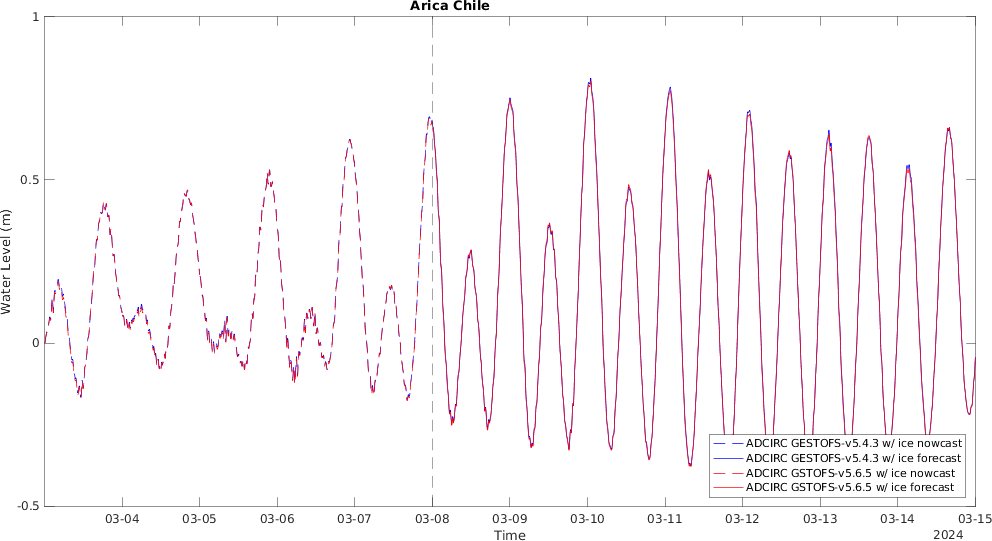 Arica Chile
1
0.5
0
-0.5
Water Level (m)
03-04 03-05 03-06 03-07 03-08 03-09 03-10 03-11 03-12 03-13 03-14 03-15
Time
2024
ADCIRC GESTOFS-v5.4.3 w/ ice nowcast
ADCIRC GESTOFS-v5.4.3 w/ ice forecast
ADCIRC GSTOFS-v5.6.5 w/ ice nowcast
ADCIRC GSTOFS-v5.6.5 w/ ice forecast